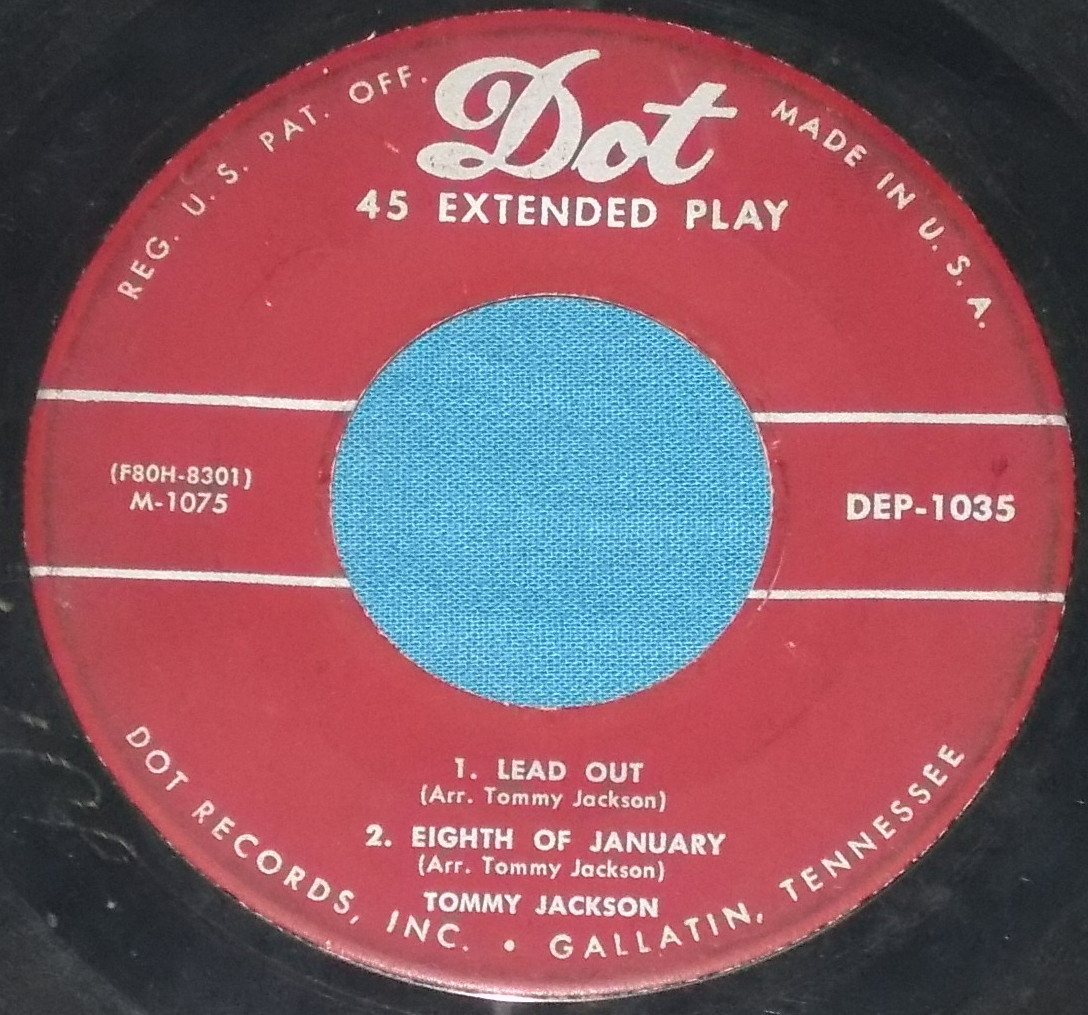 Dot
REG. U. S. PAT. OFF.
MADE IN U. S. A.
45 EXTENDED PLAY
(F80H-8301)
M-1075
DEP-1035
1. LEAD OUT
(Arr. Tommy Jackson)
2. EIGHTH OF JANUARY
(Arr. Tommy Jackson)
TOMMY JACKSON
DOT RECORDS, INC. • GALLATIN, TENNESSEE